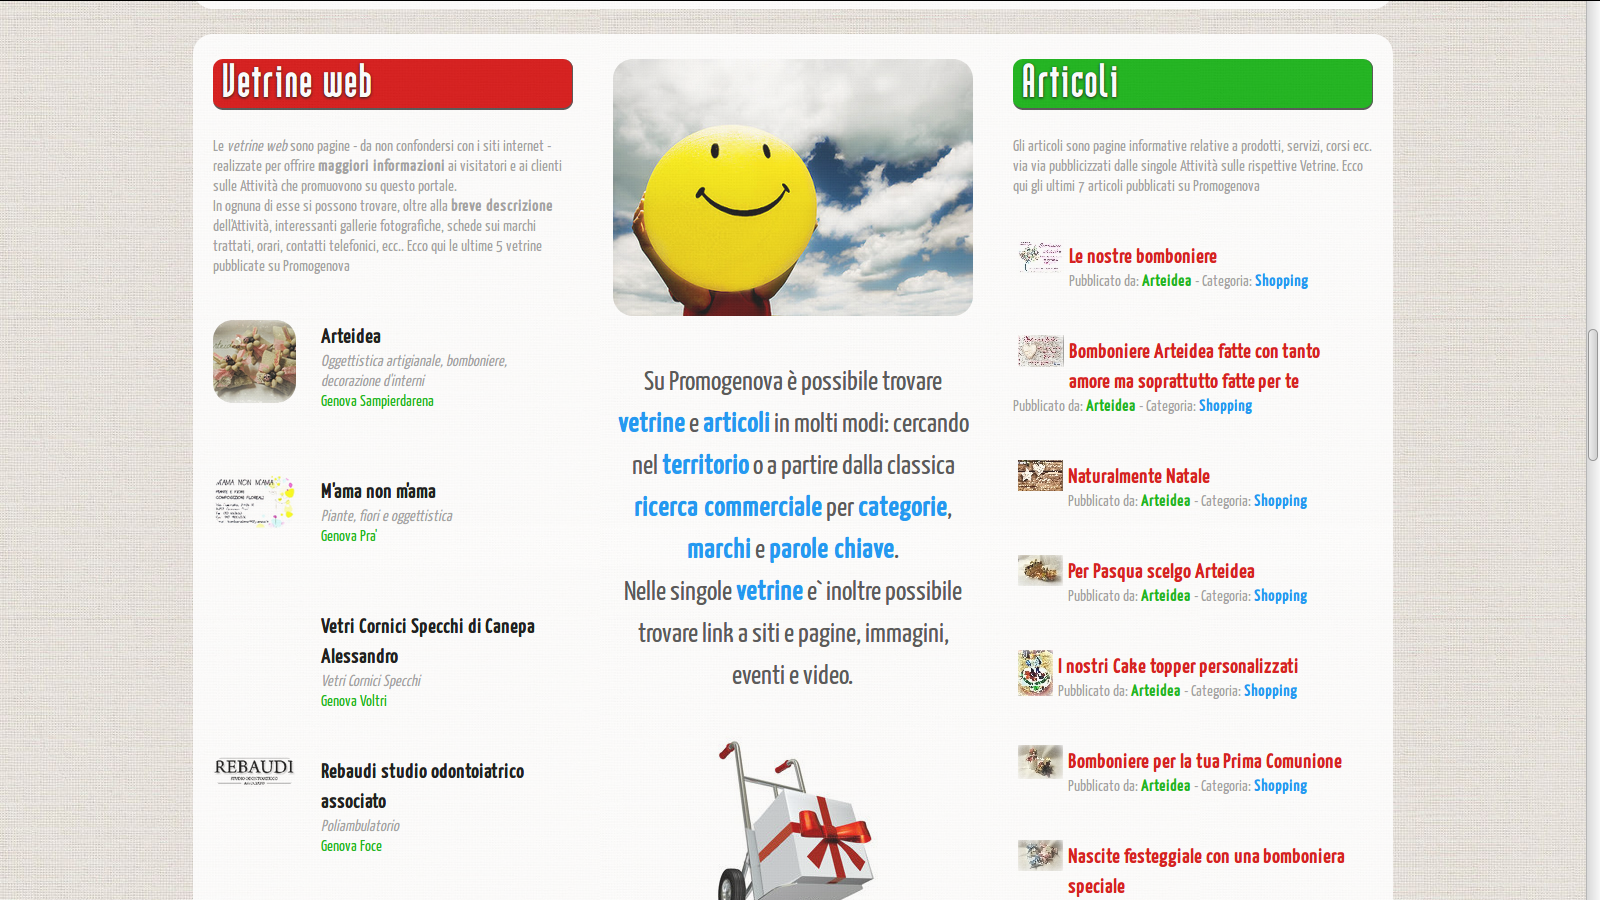 Vetrine web
Le vetrine web sono pagine - da non confondersi con i siti internet -
realizzate per offrire maggiori informazioni ai visitatori e ai clienti
sulle Attività che promuovono su questo portale.
In ognuna di esse si possono trovare, oltre alla breve descrizione
dell'Attività, interessanti gallerie fotografiche, schede sui marchi
trattati, orari, contatti telefonici, ecc.. Ecco qui le ultime 5 vetrine
pubblicate su Promogenova
Arteidea
Oggettistica artigianale, bomboniere,
decorazione d'interni
Genova Sampierdarena
MAMA NON MAMA
M'ama non m'ama
Piante, fiori e oggettistica
Genova Pra'
Vetri Cornici Specchi di Canepa
Alessandro
Vetri Cornici Specchi
Genova Voltri
REBAUDI
STUDIO ODONTOIATRICO
Rebaudi studio odontoiatrico
associato
Poliambulatorio
Genova Foce
Su Promogenova è possibile trovare
vetrine e articoli in molti modi: cercando
nel territorio o a partire dalla classica
ricerca commerciale per categorie,
marchi e parole chiave.
Nelle singole vetrine e` inoltre possibile
trovare link a siti e pagine, immagini,
eventi e video.
Articoli
Gli articoli sono pagine informative relative a prodotti, servizi, corsi ecc.
via via pubblicizzati dalle singole Attività sulle rispettive Vetrine. Ecco
qui gli ultimi 7 articoli pubblicati su Promogenova
Le nostre bomboniere
Pubblicato da: Arteidea - Categoria: Shopping
Bomboniere Arteidea fatte con tanto
amore ma soprattutto fatte per te
Pubblicato da: Arteidea - Categoria: Shopping
Naturalmente Natale
Pubblicato da: Arteidea - Categoria: Shopping
Per Pasqua scelgo Arteidea
Pubblicato da: Arteidea - Categoria: Shopping
I nostri Cake topper personalizzati
Pubblicato da: Arteidea - Categoria: Shopping
Bomboniere per la tua Prima Comunione
Pubblicato da: Arteidea - Categoria: Shopping
Nascite festeggiale con una bomboniera
speciale